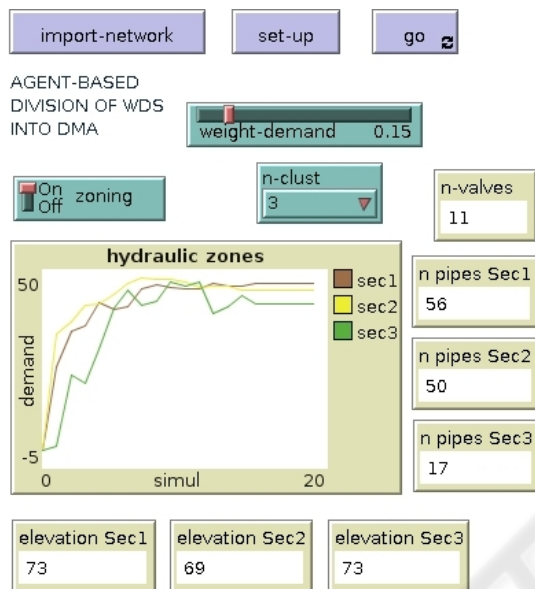 import-network
set-up
go
AGENT-BASED
DIVISION OF WDS
INTO DMA
weight-demand 0.15
On
Off
zoning
n-clust
3
n-valves
11
hydraulic zones
50
demand
-5
0
simul
20
sec1
sec2
sec3
n pipes Sec1
56
n pipes Sec2
50
n pipes Sec3
17
elevation Sec1
73
elevation Sec2
69
elevation Sec3
73